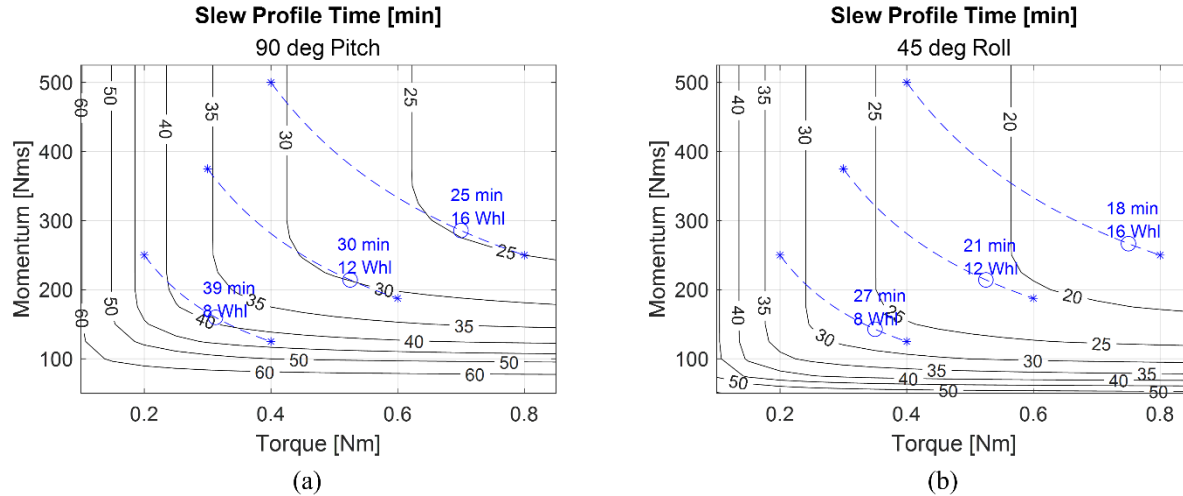 Slew Profile Time [min]
90 deg Pitch
500
400
300
200
100
Momentum [Nms]
0.2
0.4
0.6
0.8
Torque [Nm]
60
50
40
35
30
25
25 min
16 Whl
30 min
12 Whl
39 min
8 Whl
25
30
35
35
40
40
50
50
60
60
50
60
(a)
Slew Profile Time [min]
45 deg Roll
500
400
300
200
100
Momentum [Nms]
0.2
0.4
0.6
0.8
Torque [Nm]
50
40
35
30
25
20
18 min
16 Whl
21 min
12 Whl
27 min
8 Whl
20
25
25
30
30
35
35
35
40
40
40
50
50
50
(b)